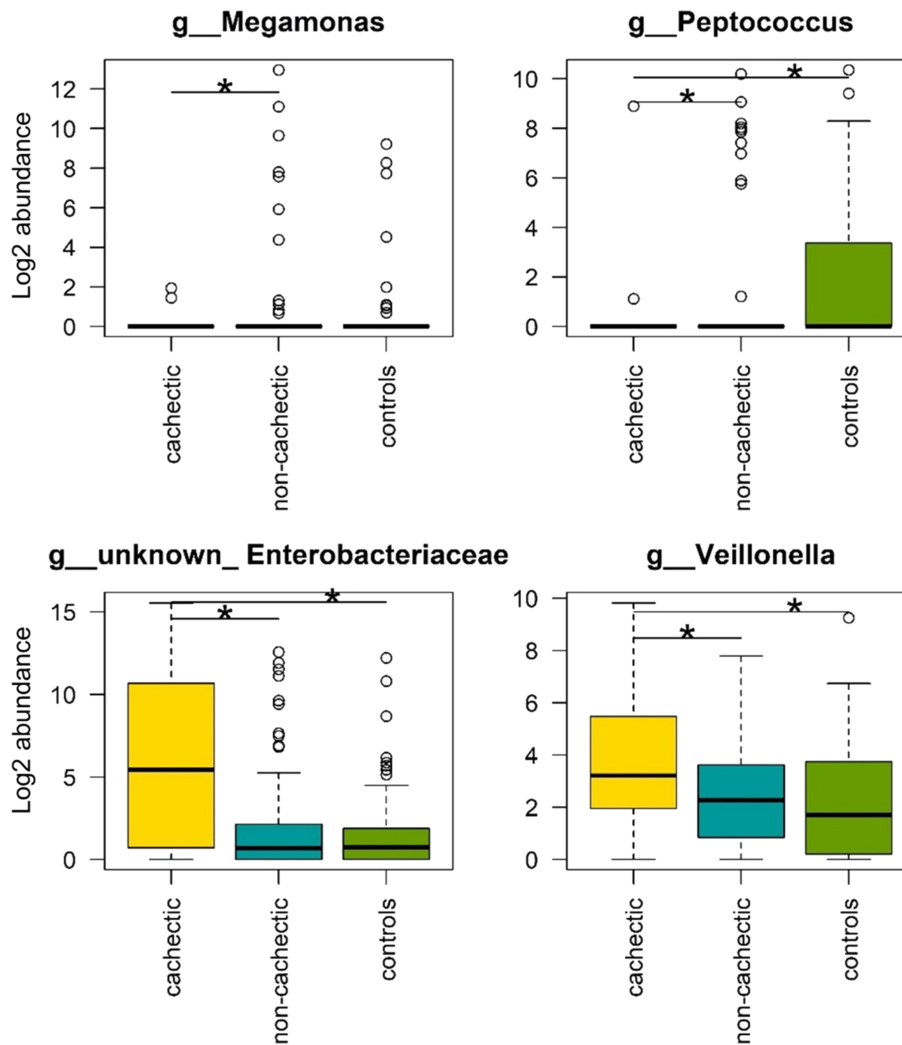 g__Megamonas
Log2 abundance
12
10
8
6
4
2
0
*
cachectic
non-cachectic
controls
g__Peptococcus
10
8
6
4
2
0
*
*
cachectic
non-cachectic
controls
g__unknown_ Enterobacteriaceae
Log2 abundance
15
10
5
0
*
*
cachectic
non-cachectic
controls
g__Veillonella
10
8
6
4
2
0
*
*
cachectic
non-cachectic
controls